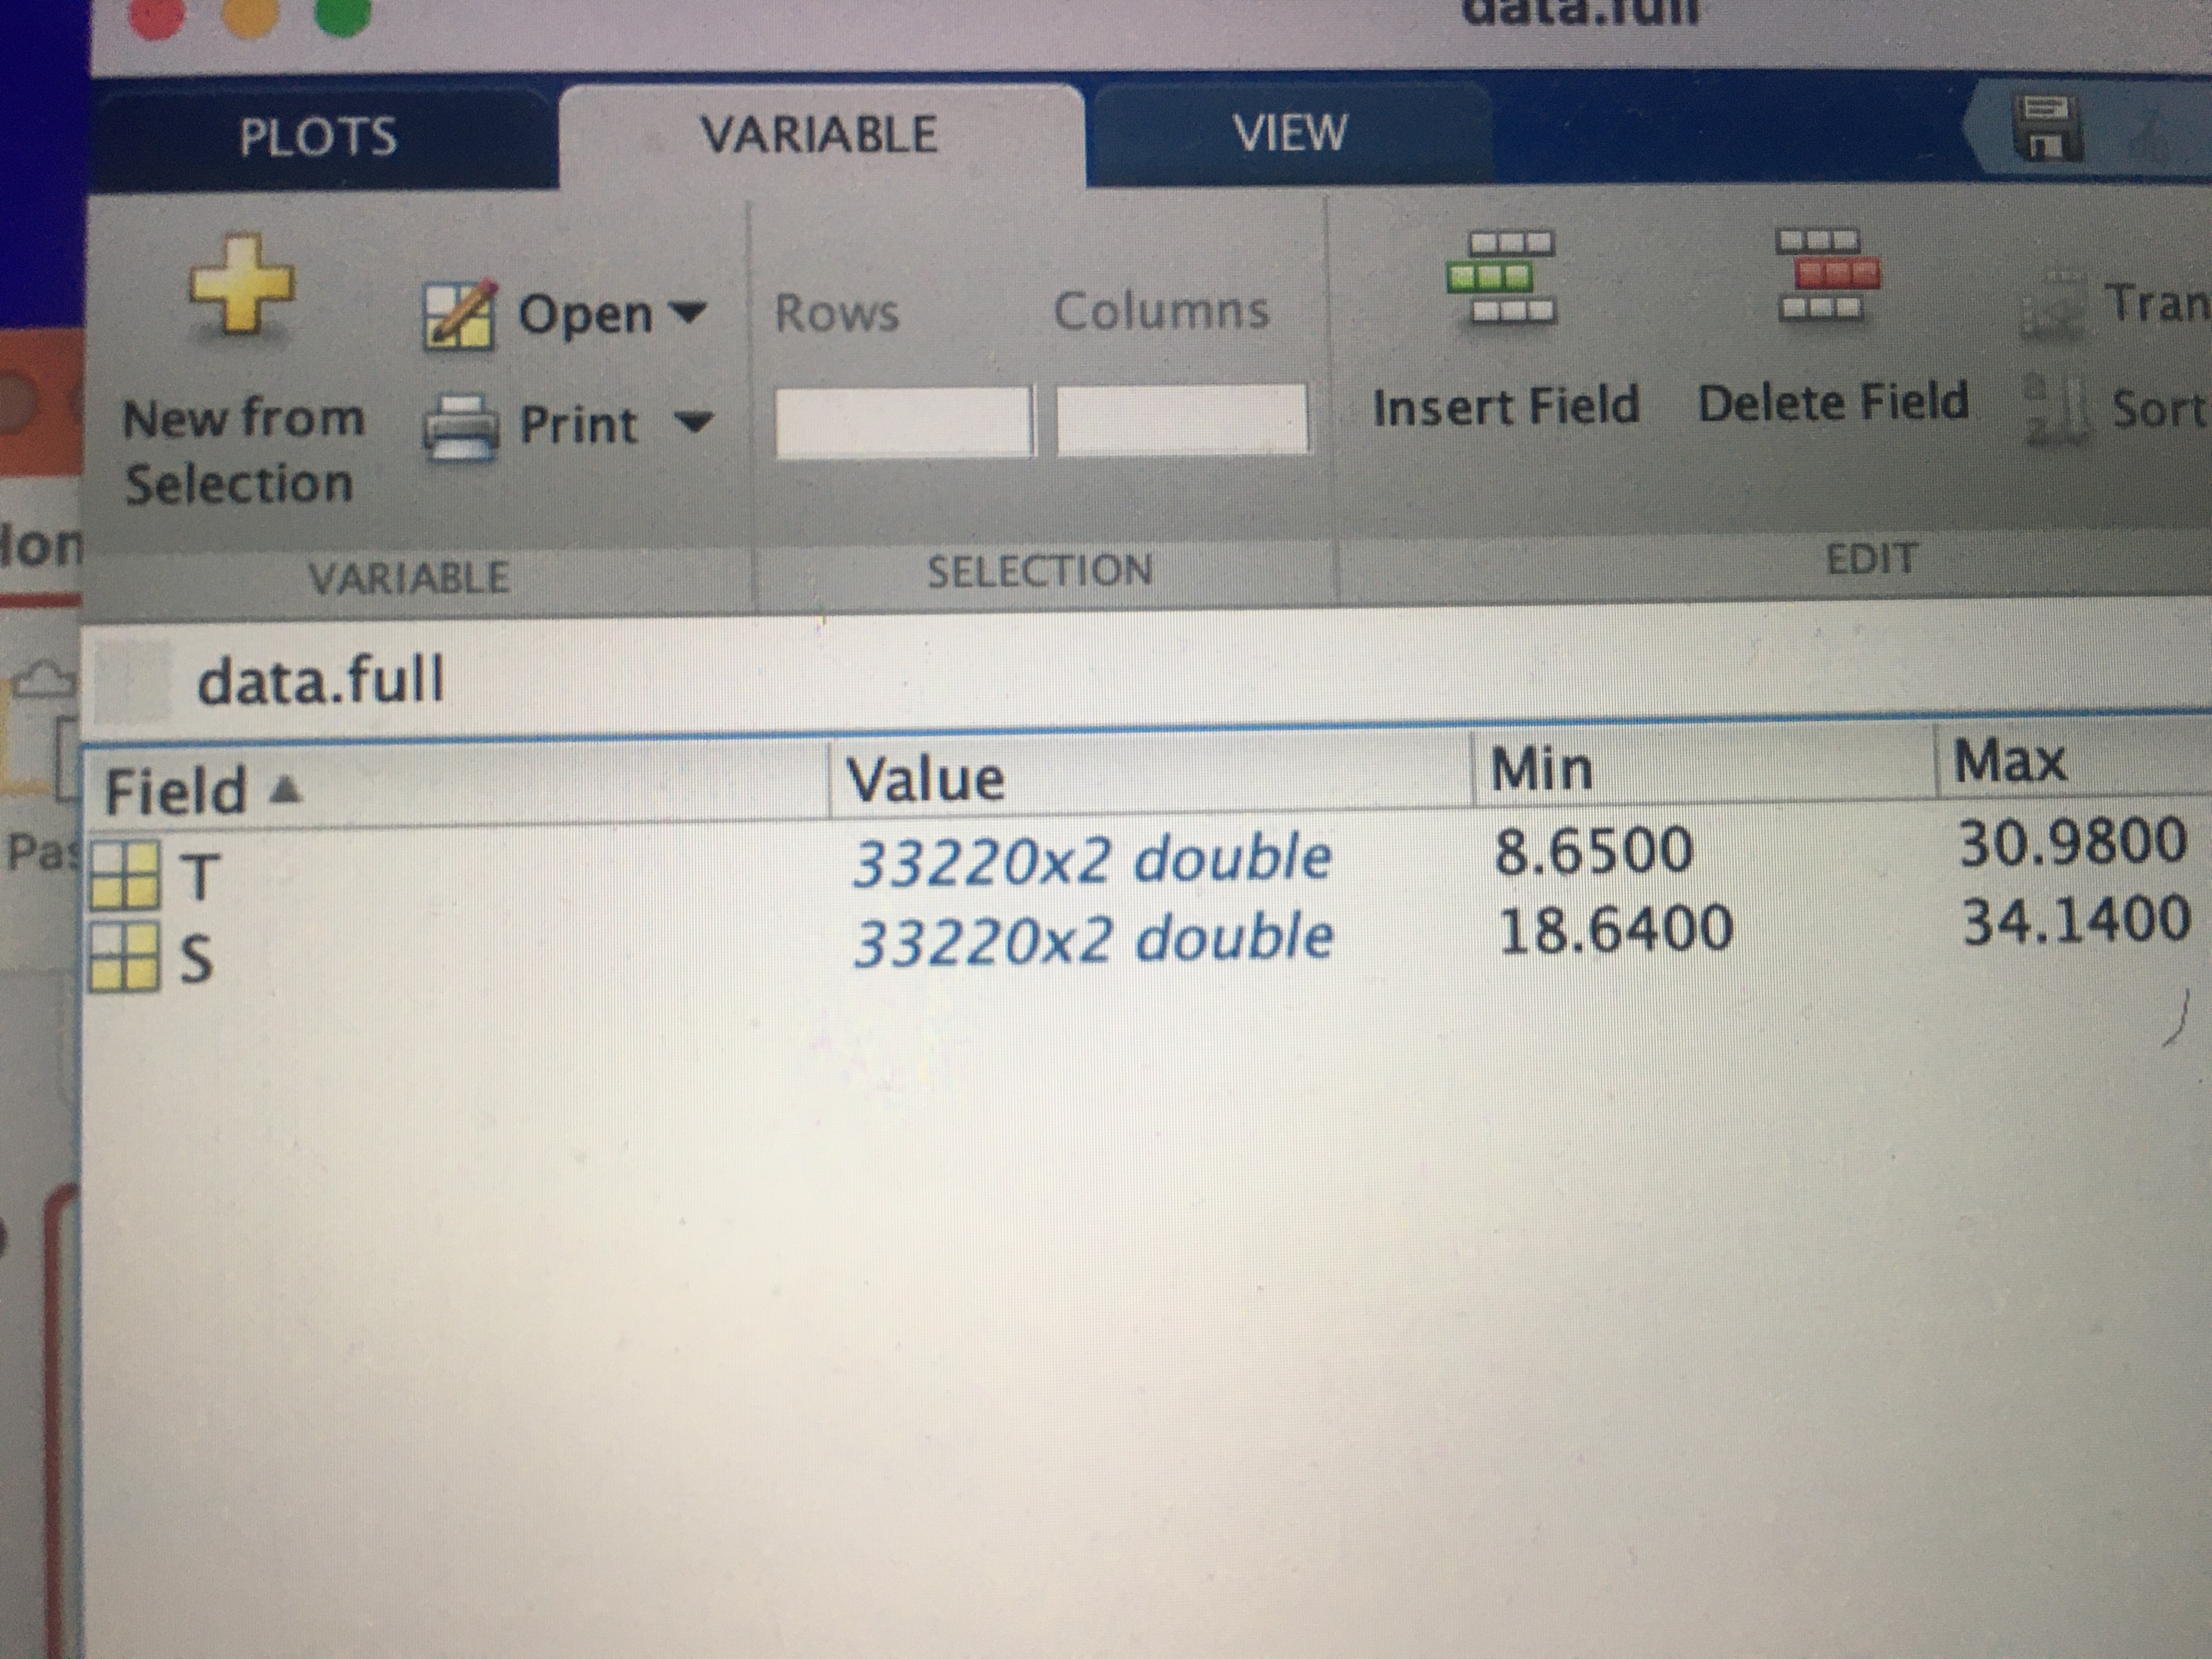 data.full
PLOTS VARIABLE VIEW
Open Rows Columns Tran
New from Print Insert Field Delete Field Sort
Selection
VARIABLE SELECTION EDIT
data.full
Field Value Min Max
T 33220x2 double 8.6500 30.9800
S 33220x2 double 18.6400 34.1400